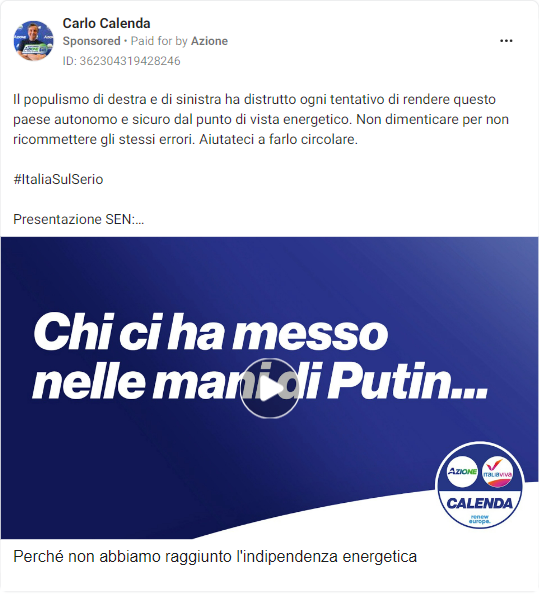 Carlo Calenda
Sponsored • Paid for by Azione
ID: 362304319428246
Il populismo di destra e di sinistra ha distrutto ogni tentativo di rendere questo
paese autonomo e sicuro dal punto di vista energetico. Non dimenticare per non
ricommettere gli stessi errori. Aiutateci a farlo circolare.
#ItaliaSulSerio
Presentazione SEN:...
Chi ci ha messo
nelle mani di Putin...
AZIONE
ITALIAVIVA
CALENDA
renew
europe.
Perché non abbiamo raggiunto l'indipendenza energetica